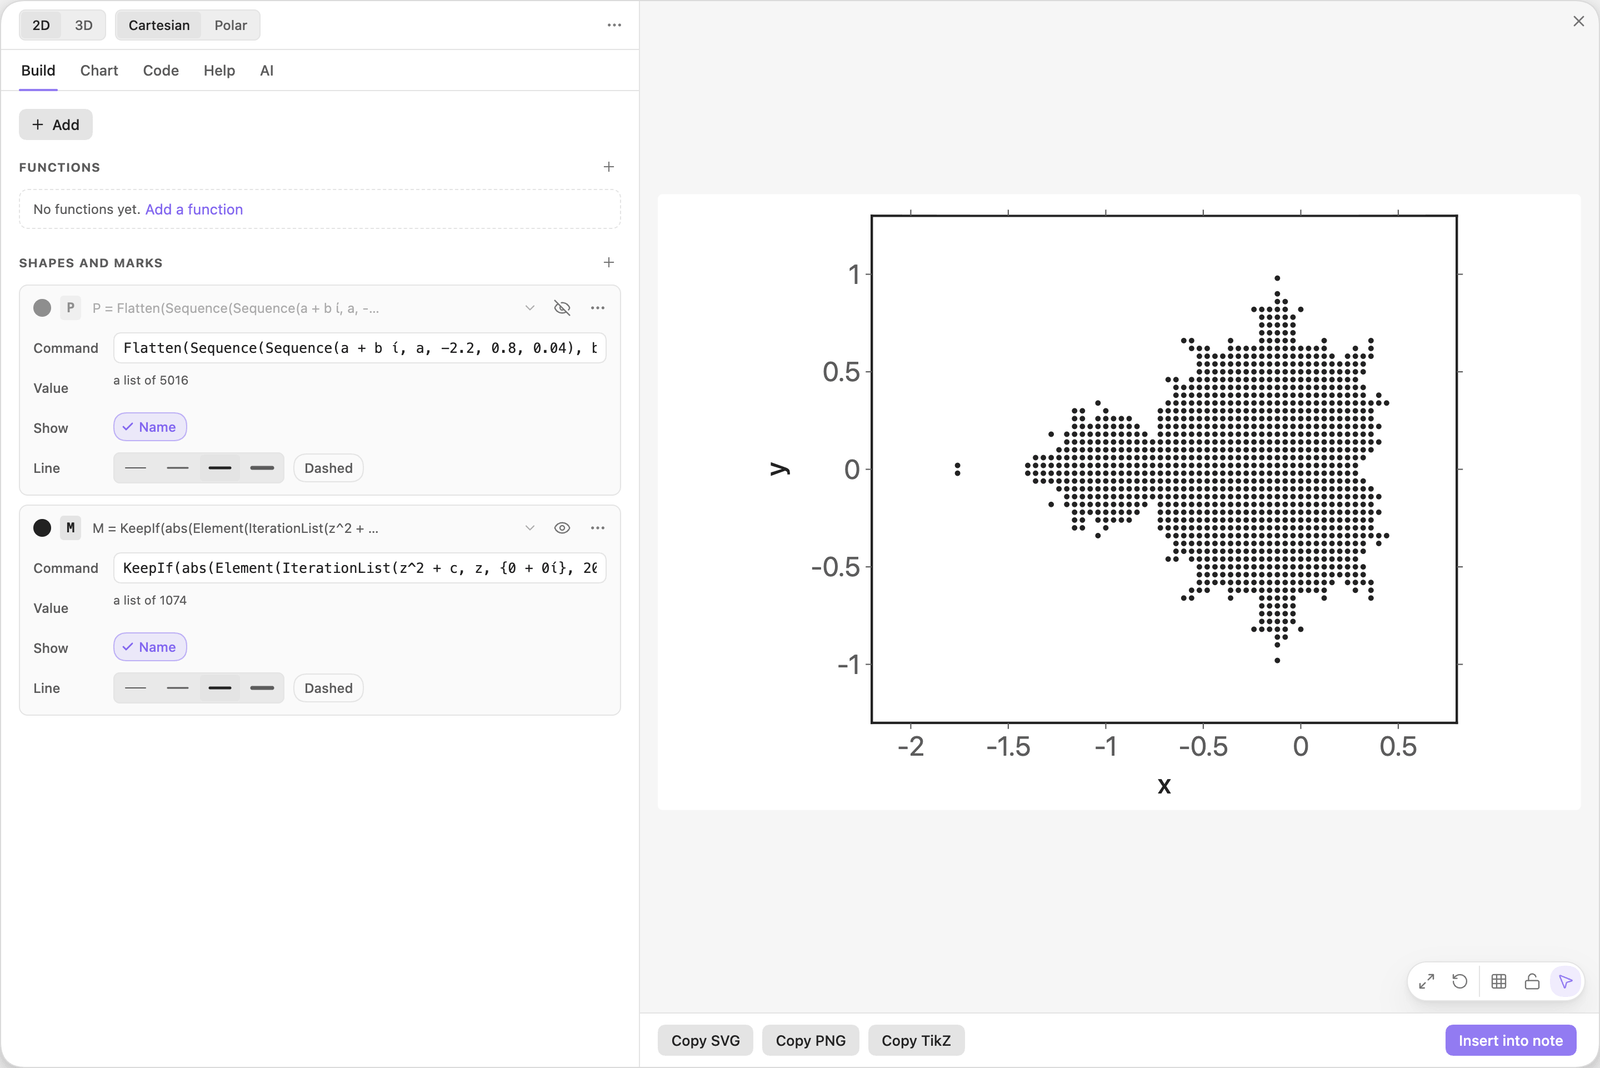 2D 3D Cartesian Polar
Build Chart Code Help AI
+ Add
FUNCTIONS
No functions yet. Add a function
SHAPES AND MARKS
P P = Flatten(Sequence(Sequence(a + b ί, a, -...
Command Flatten(Sequence(Sequence(a + b ί, a, −2.2, 0.8, 0.04), b
Value a list of 5016
Show Name
Line Dashed
M M = KeepIf(abs(Element(IterationList(z^2 + ...
Command KeepIf(abs(Element(IterationList(z^2 + c, z, {0 + 0ί}, 20
Value a list of 1074
Show Name
Line Dashed
1
0.5
0
-0.5
-1
y
-2 -1.5 -1 -0.5 0 0.5
x
Copy SVG Copy PNG Copy TikZ Insert into note